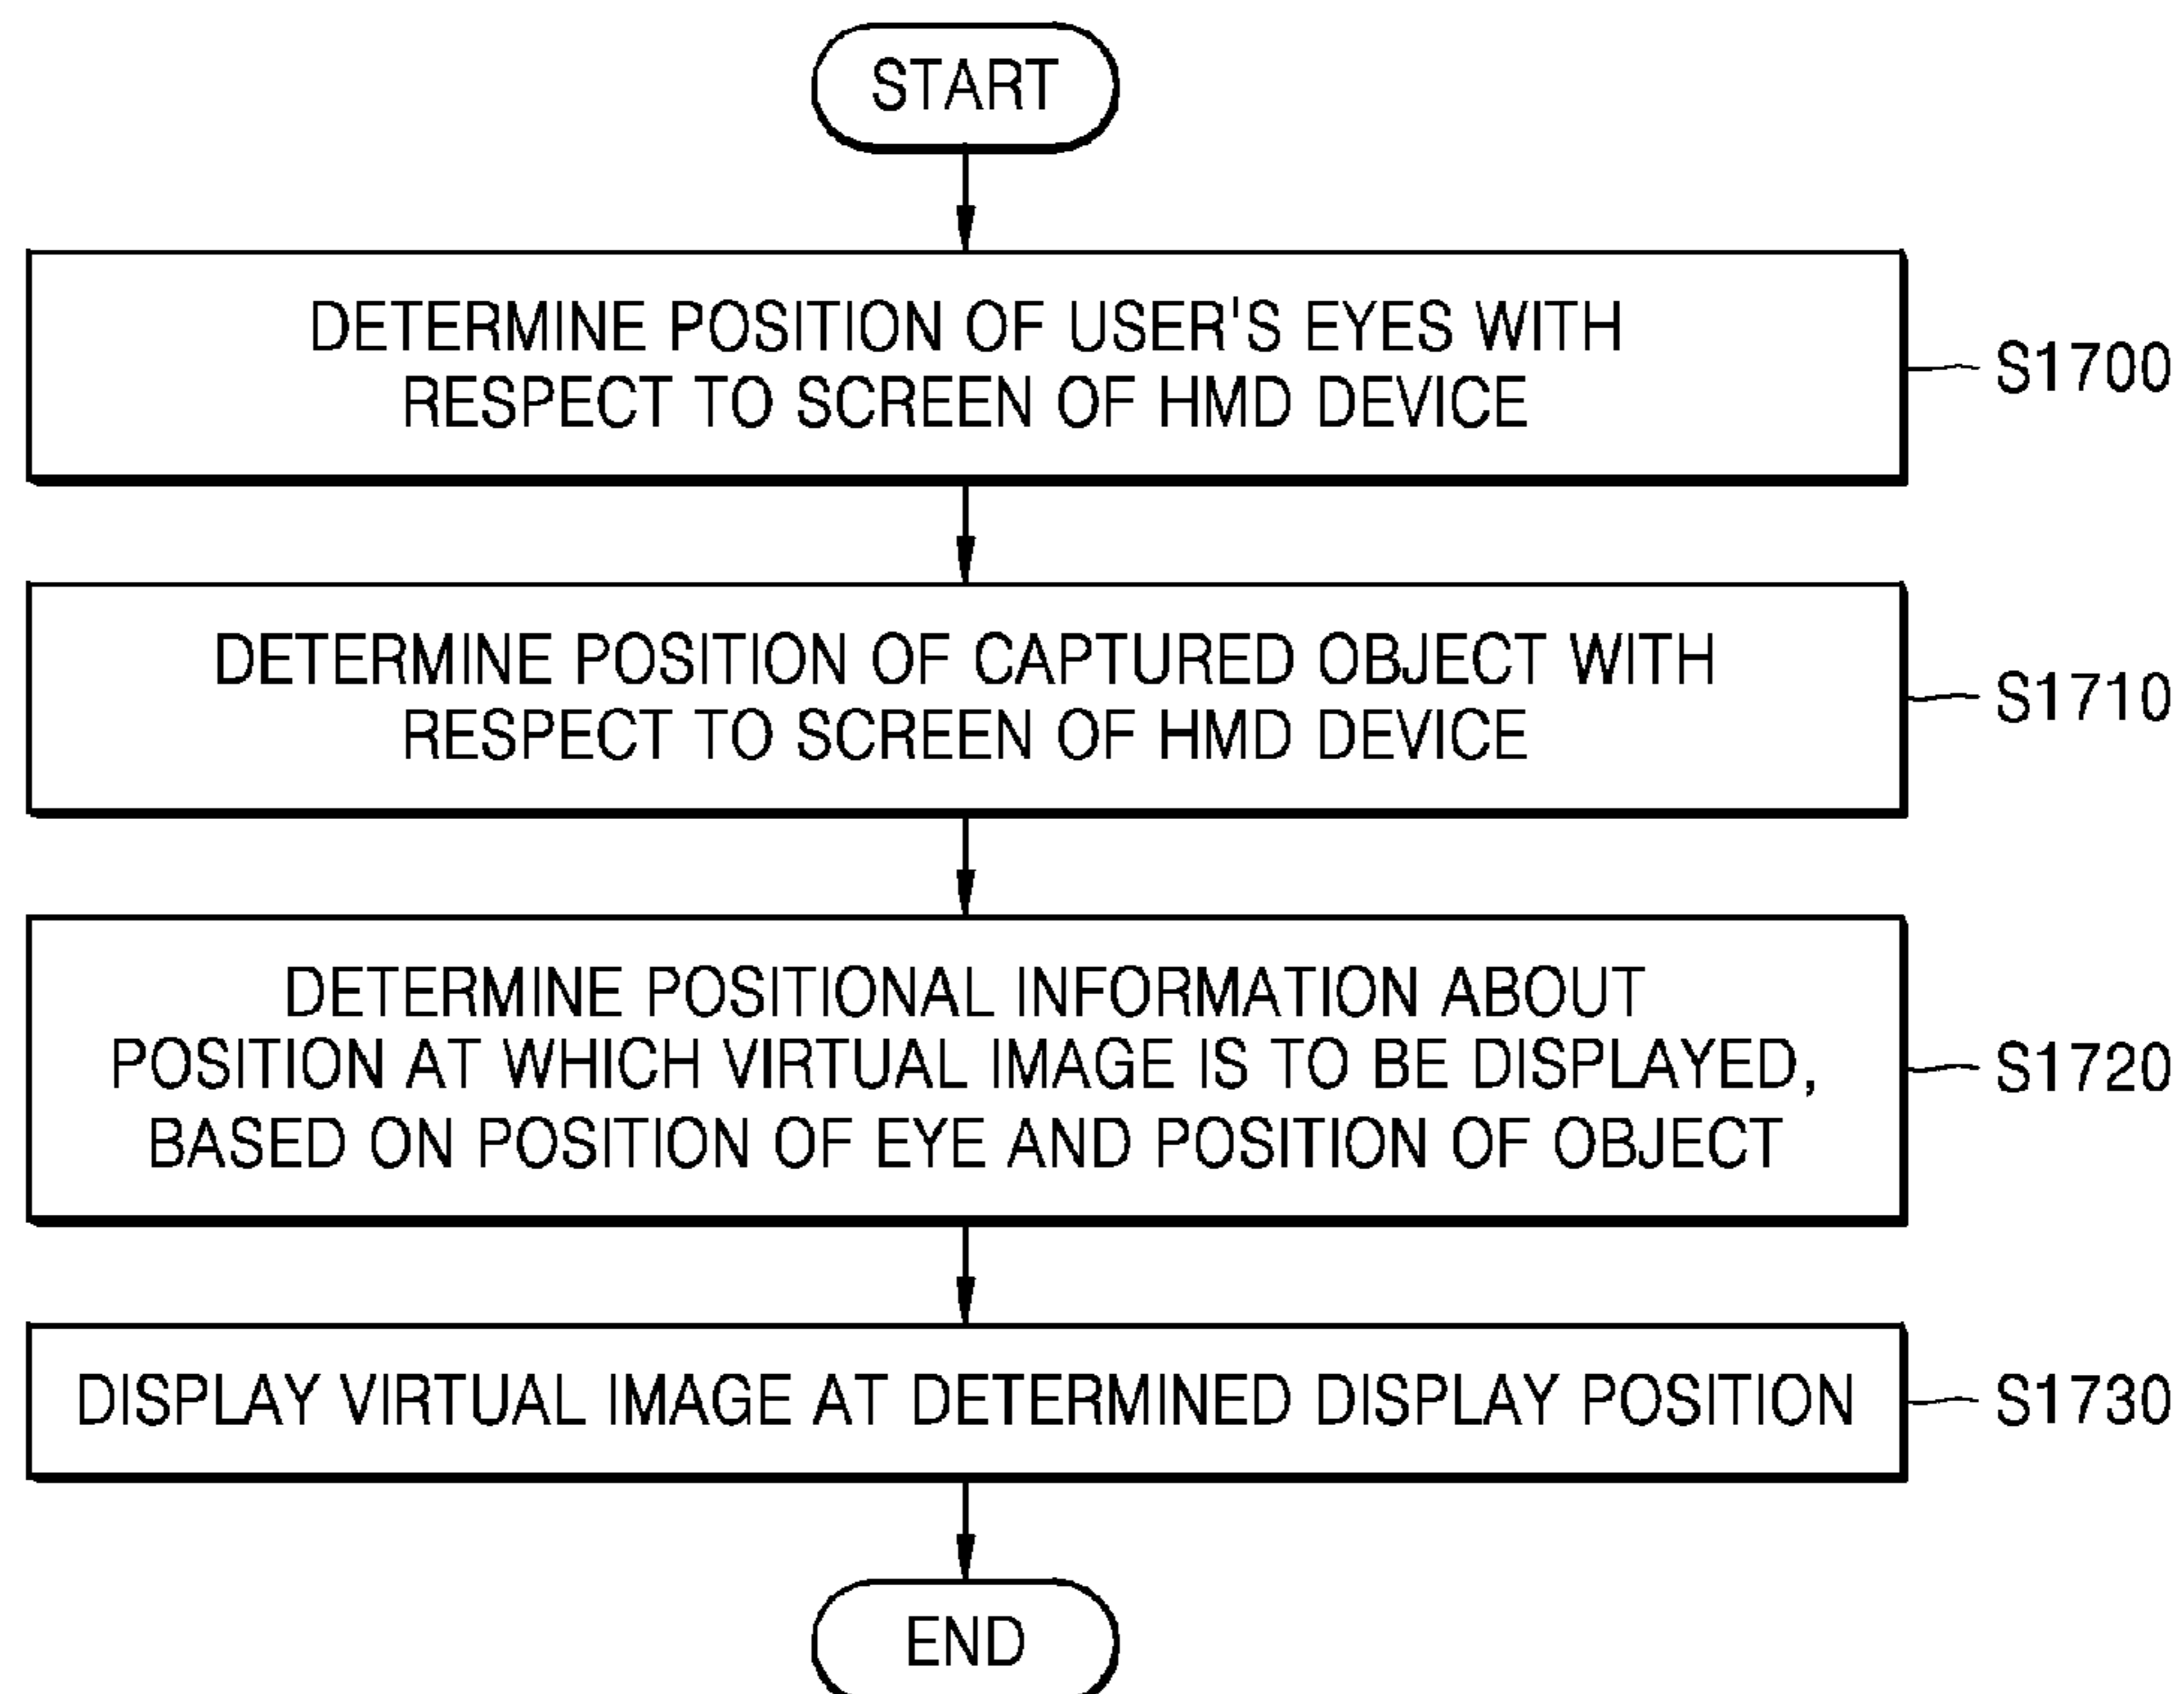 START
DETERMINE POSITION OF USER'S EYES WITH
RESPECT TO SCREEN OF HMD DEVICE
S1700
DETERMINE POSITION OF CAPTURED OBJECT WITH
RESPECT TO SCREEN OF HMD DEVICE
S1710
DETERMINE POSITIONAL INFORMATION ABOUT
POSITION AT WHICH VIRTUAL IMAGE IS TO BE DISPLAYED,
BASED ON POSITION OF EYE AND POSITION OF OBJECT
S1720
DISPLAY VIRTUAL IMAGE AT DETERMINED DISPLAY POSITION
S1730
END